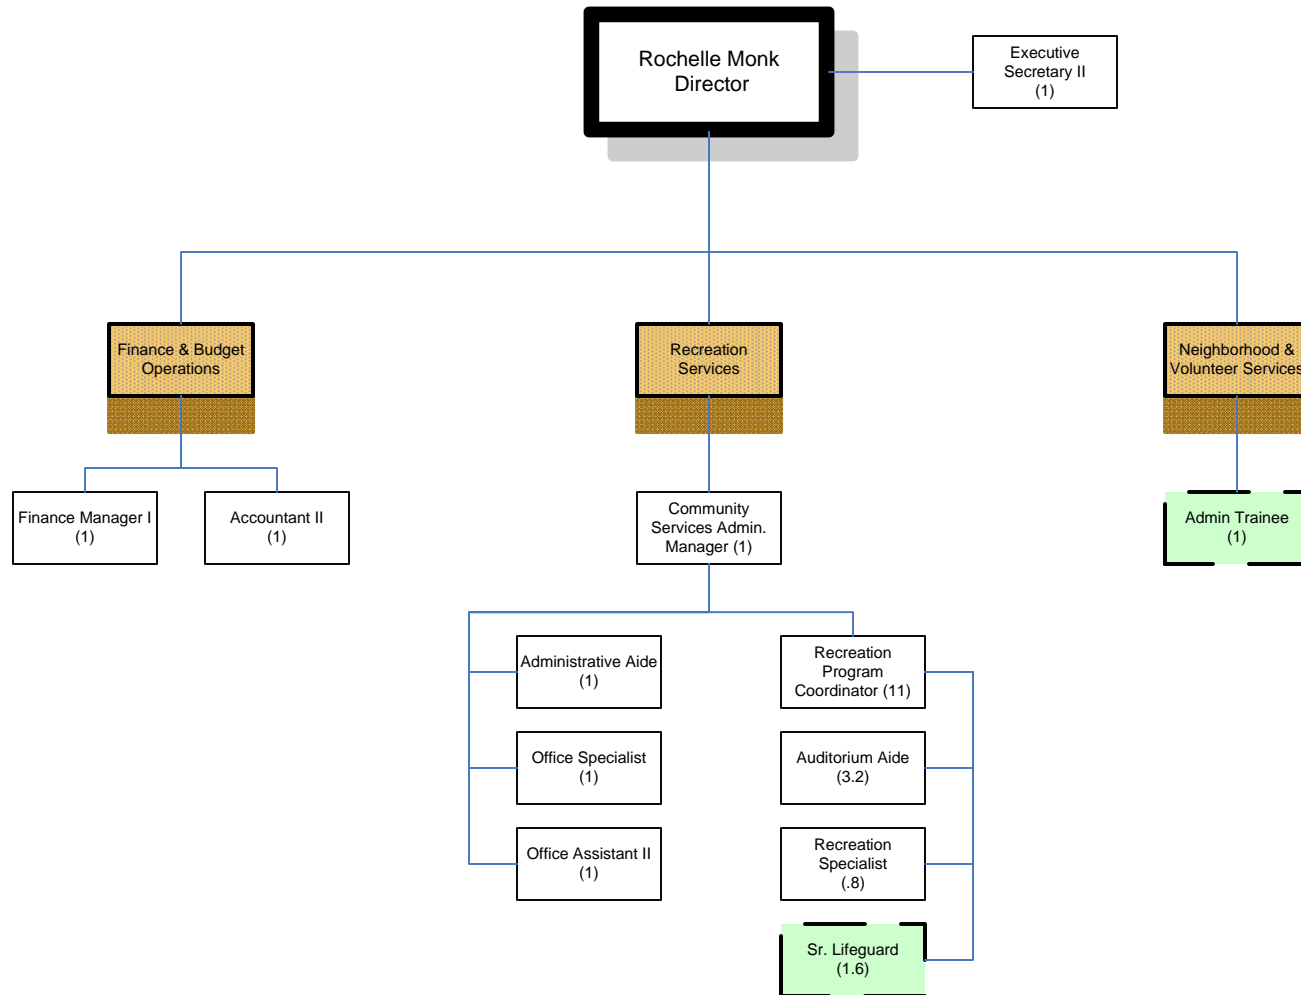 Rochelle Monk
Director
Executive
Secretary II
(1)
Finance & Budget
Operations
Recreation
Services
Neighborhood &
Volunteer Services
Finance Manager I
(1)
Accountant II
(1)
Community
Services Admin.
Manager (1)
Admin Trainee
(1)
Administrative Aide
(1)
Recreation
Program
Coordinator (11)
Office Specialist
(1)
Auditorium Aide
(3.2)
Office Assistant II
(1)
Recreation
Specialist
(.8)
Sr. Lifeguard
(1.6)